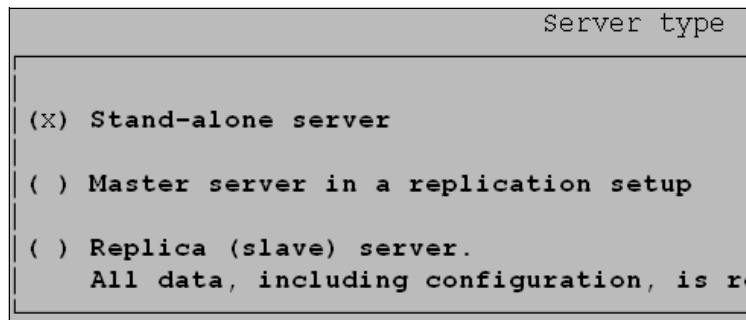 Server type
(x) Stand-alone server
( ) Master server in a replication setup
( ) Replica (slave) server.
All data, including configuration, is